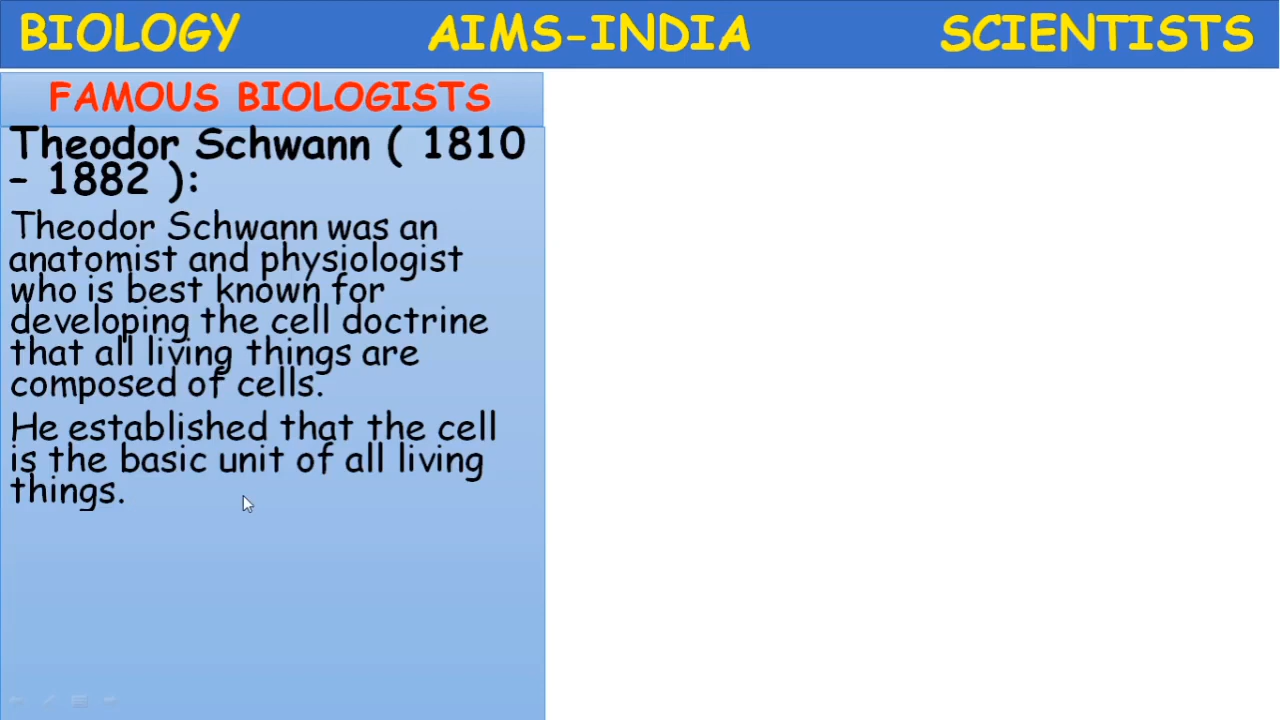 BIOLOGY AIMS-INDIA SCIENTISTS
FAMOUS BIOLOGISTS
Theodor Schwann ( 1810
– 1882 ):
Theodor Schwann was an
anatomist and physiologist
who is best known for
developing the cell doctrine
that all living things are
composed of cells.
He established that the cell
is the basic unit of all living
things.